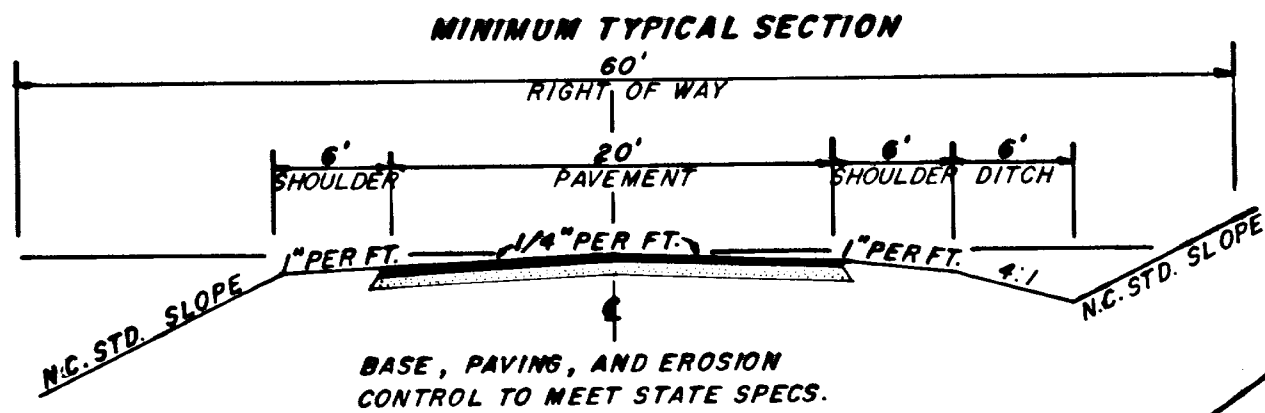 MINIMUM TYPICAL SECTION
60'
RIGHT OF WAY
6'
SHOULDER
20'
PAVEMENT
6'
SHOULDER
6'
DITCH
1" PER FT.
1/4" PER FT.
1" PER FT.
4:1
N.C. STD. SLOPE
N.C. STD. SLOPE
℄
BASE, PAVING, AND EROSION
CONTROL TO MEET STATE SPECS.